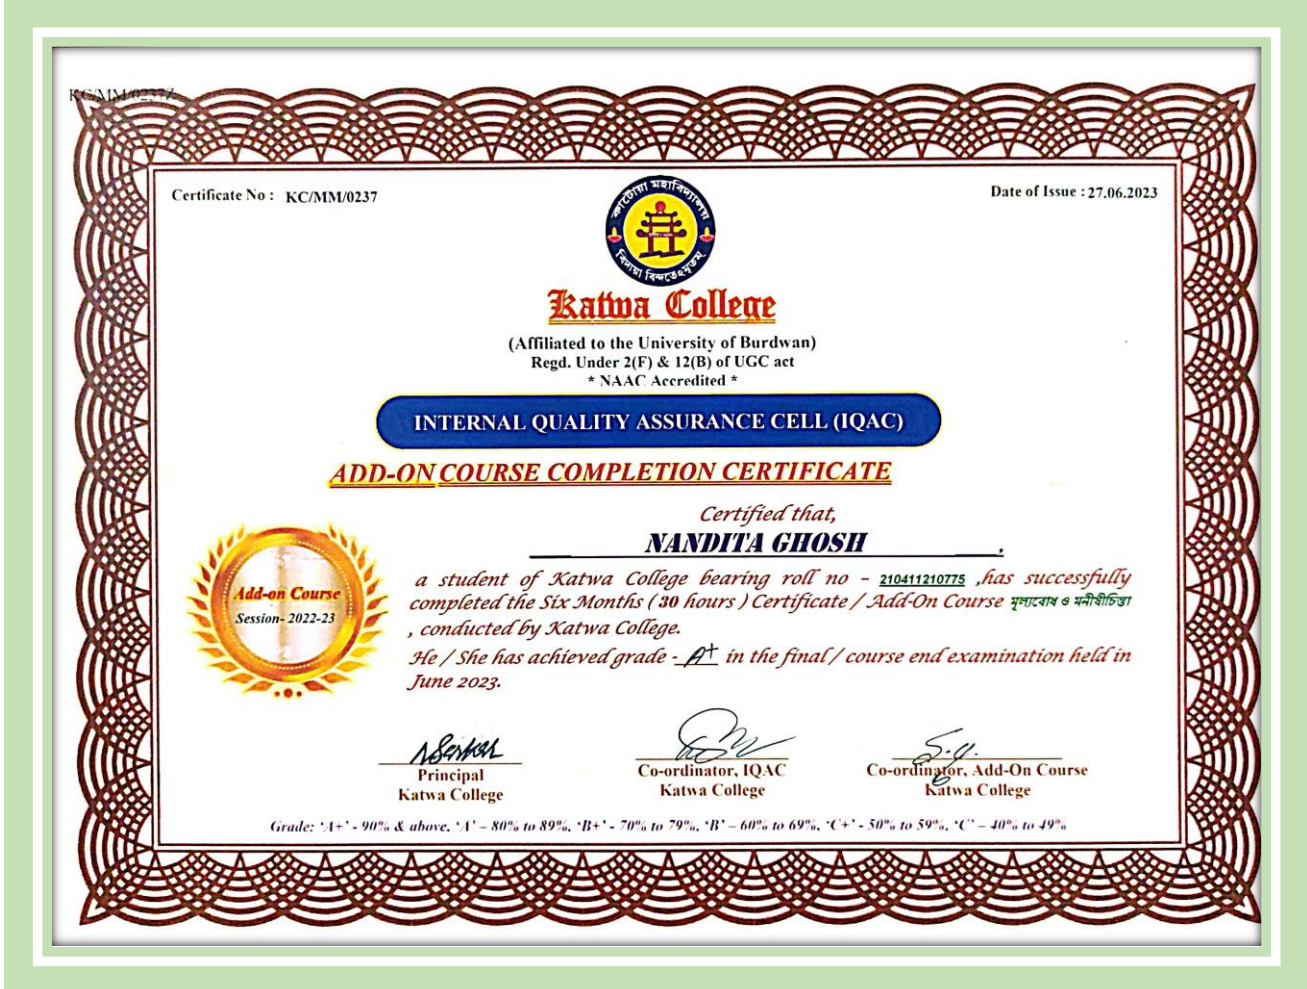 KC/MM/0237
Certificate No : KC/MM/0237
Date of Issue : 27.06.2023
কাটোয়া মহাবিদ্যালয়
বিদ্যয়া বিন্দতেঽমৃতম্
Katwa College
(Affiliated to the University of Burdwan)
Regd. Under 2(F) & 12(B) of UGC act
* NAAC Accredited *
INTERNAL QUALITY ASSURANCE CELL (IQAC)
ADD-ON COURSE COMPLETION CERTIFICATE
Certified that,
NANDITA GHOSH ,
Add-on Course
Session- 2022-23
a student of Katwa College bearing roll no - 210411210775 ,has successfully
completed the Six Months ( 30 hours ) Certificate / Add-On Course মূল্যবোধ ও মনীষীচিন্তা
, conducted by Katwa College.
He / She has achieved grade - A+ in the final / course end examination held in
June 2023.
Principal
Katwa College
Co-ordinator, IQAC
Katwa College
Co-ordinator, Add-On Course
Katwa College
Grade: 'A+' - 90% & above, 'A' – 80% to 89%, 'B+' - 70% to 79%, 'B' – 60% to 69%, 'C+' - 50% to 59%, 'C' – 40% to 49%